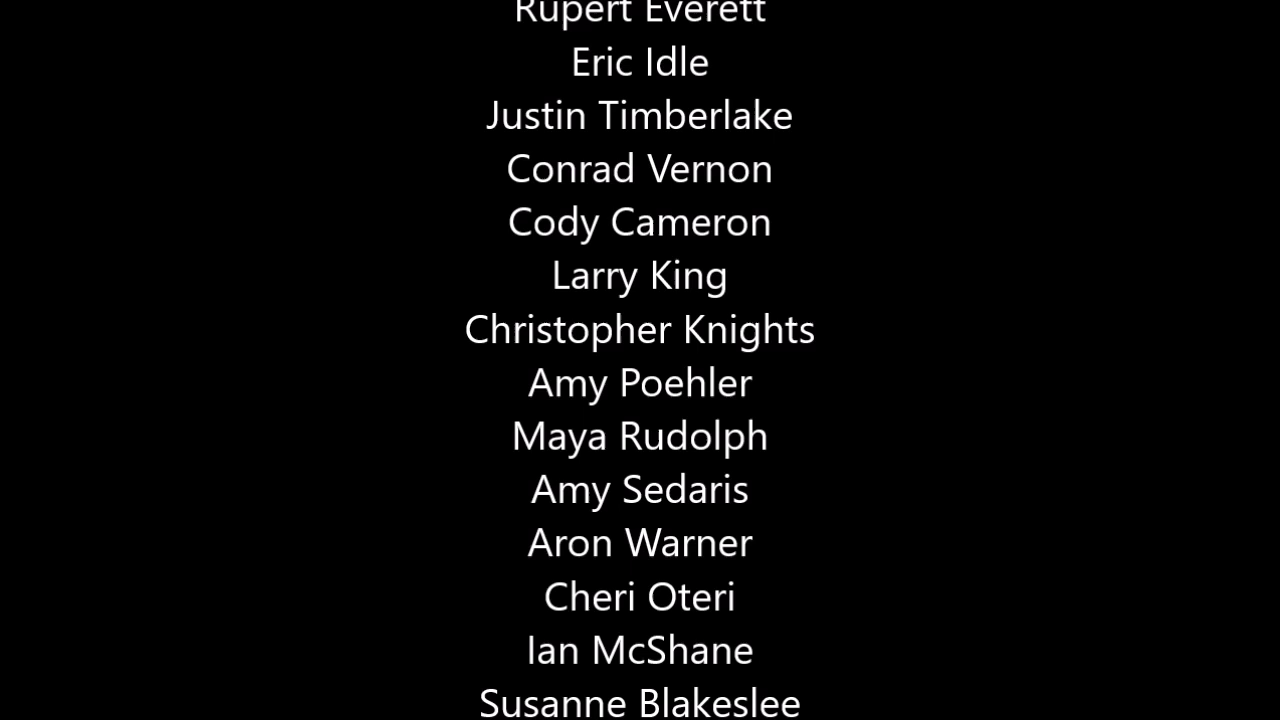 Rupert Everett
Eric Idle
Justin Timberlake
Conrad Vernon
Cody Cameron
Larry King
Christopher Knights
Amy Poehler
Maya Rudolph
Amy Sedaris
Aron Warner
Cheri Oteri
Ian McShane
Susanne Blakeslee